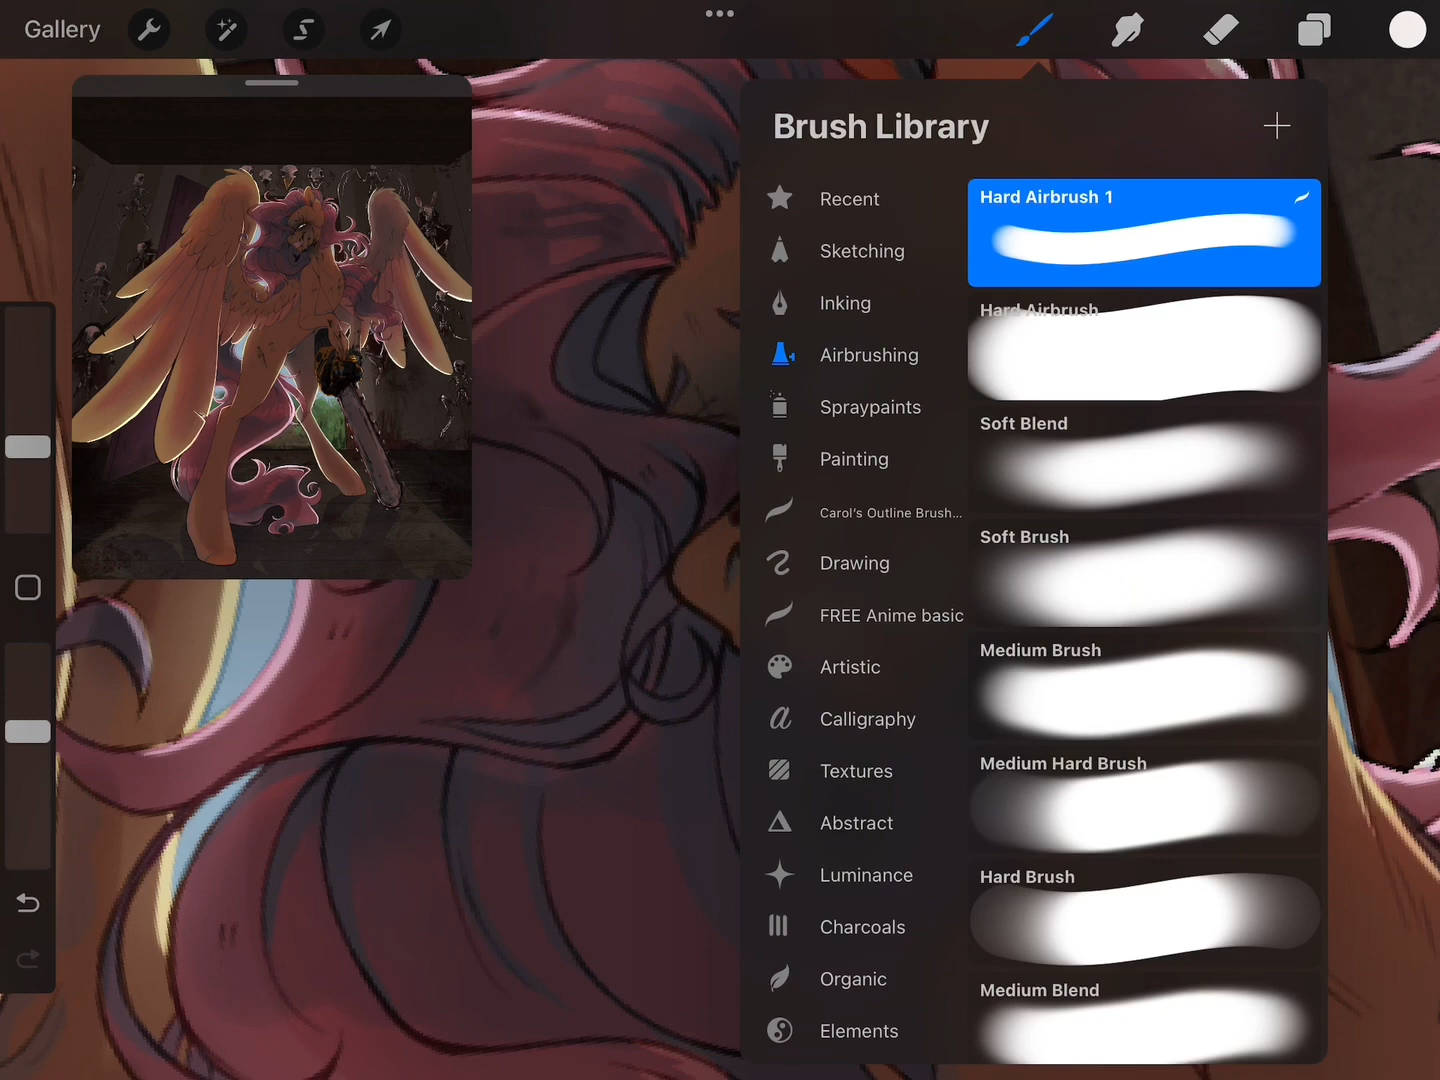 Gallery
Brush Library
Recent
Sketching
Inking
Airbrushing
Spraypaints
Painting
Carol's Outline Brush...
Drawing
FREE Anime basic
Artistic
Calligraphy
Textures
Abstract
Luminance
Charcoals
Organic
Elements
Hard Airbrush 1
Hard Airbrush
Soft Blend
Soft Brush
Medium Brush
Medium Hard Brush
Hard Brush
Medium Blend